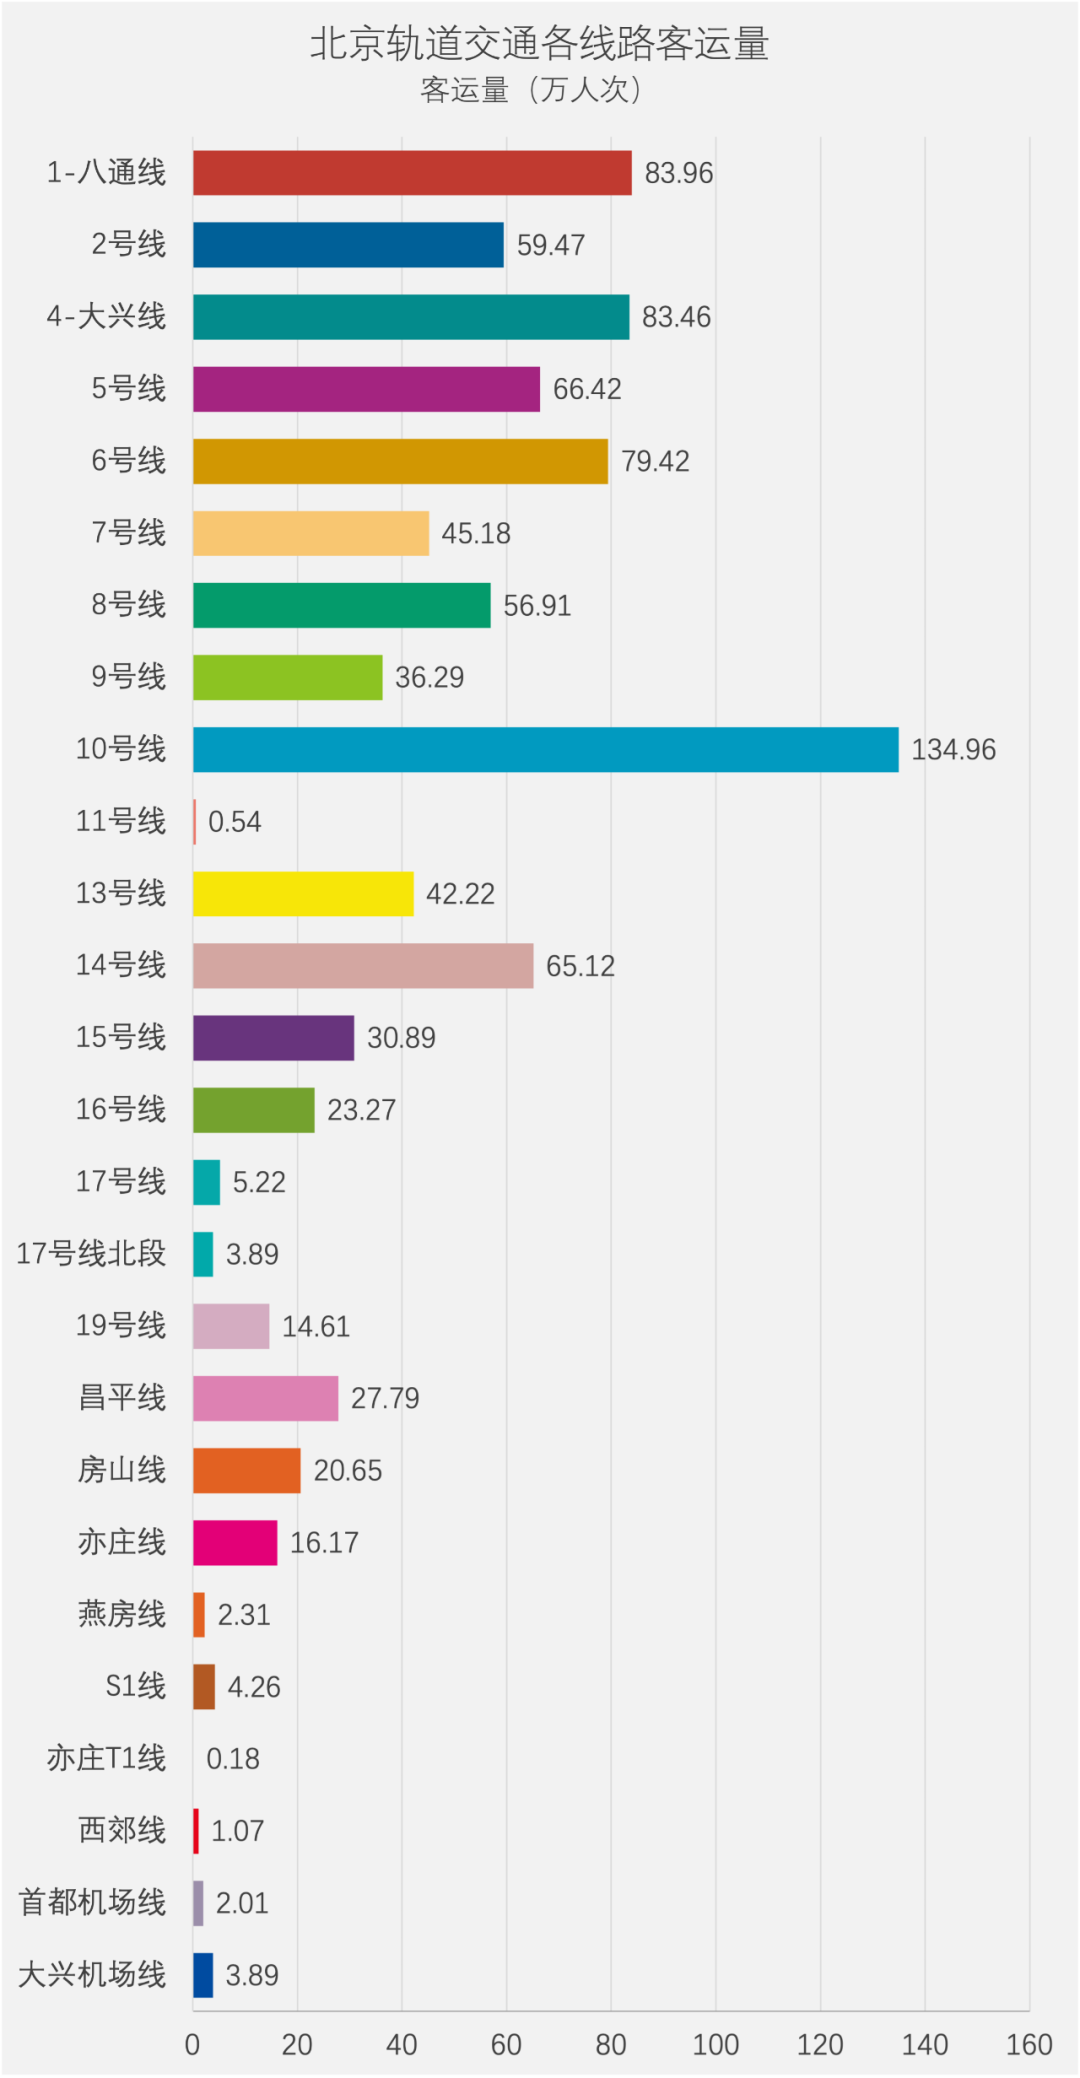 北京轨道交通各线路客运量
客运量（万人次）
1-八通线 83.96
2号线 59.47
4-大兴线 83.46
5号线 66.42
6号线 79.42
7号线 45.18
8号线 56.91
9号线 36.29
10号线 134.96
11号线 0.54
13号线 42.22
14号线 65.12
15号线 30.89
16号线 23.27
17号线 5.22
17号线北段 3.89
19号线 14.61
昌平线 27.79
房山线 20.65
亦庄线 16.17
燕房线 2.31
S1线 4.26
亦庄T1线 0.18
西郊线 1.07
首都机场线 2.01
大兴机场线 3.89
0 20 40 60 80 100 120 140 160